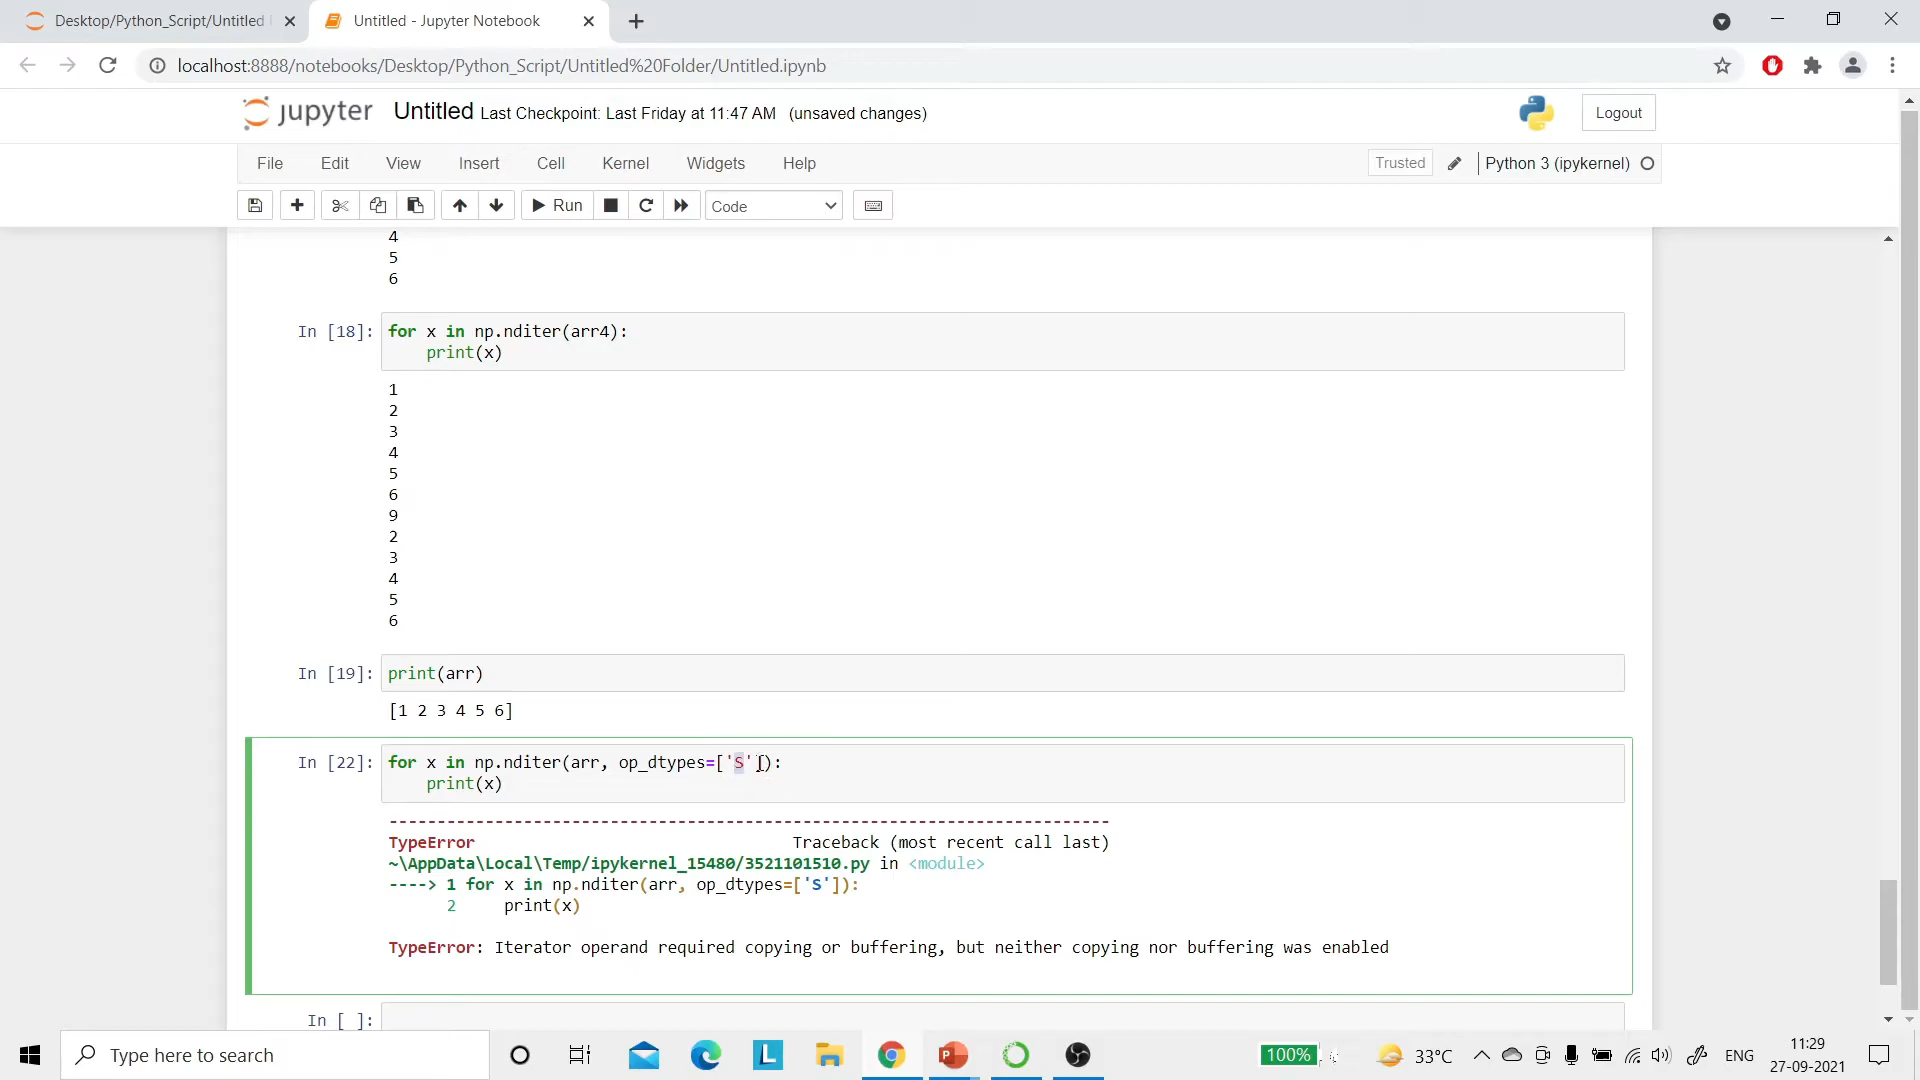 Desktop/Python_Script/Untitled
Untitled - Jupyter Notebook
localhost:8888/notebooks/Desktop/Python_Script/Untitled%20Folder/Untitled.ipynb
jupyter Untitled Last Checkpoint: Last Friday at 11:47 AM (unsaved changes)
Logout
File Edit View Insert Cell Kernel Widgets Help
Trusted Python 3 (ipykernel)
Run Code
4
5
6
In [18]: for x in np.nditer(arr4):
print(x)
1
2
3
4
5
6
9
2
3
4
5
6
In [19]: print(arr)
[1 2 3 4 5 6]
In [22]: for x in np.nditer(arr, op_dtypes=['S']):
print(x)
---------------------------------------------------------------------------
TypeError Traceback (most recent call last)
~\AppData\Local\Temp/ipykernel_15480/3521101510.py in <module>
----> 1 for x in np.nditer(arr, op_dtypes=['S']):
2 print(x)
TypeError: Iterator operand required copying or buffering, but neither copying nor buffering was enabled
In [ ]:
Type here to search
L
100%
33°C
ENG
11:29
27-09-2021